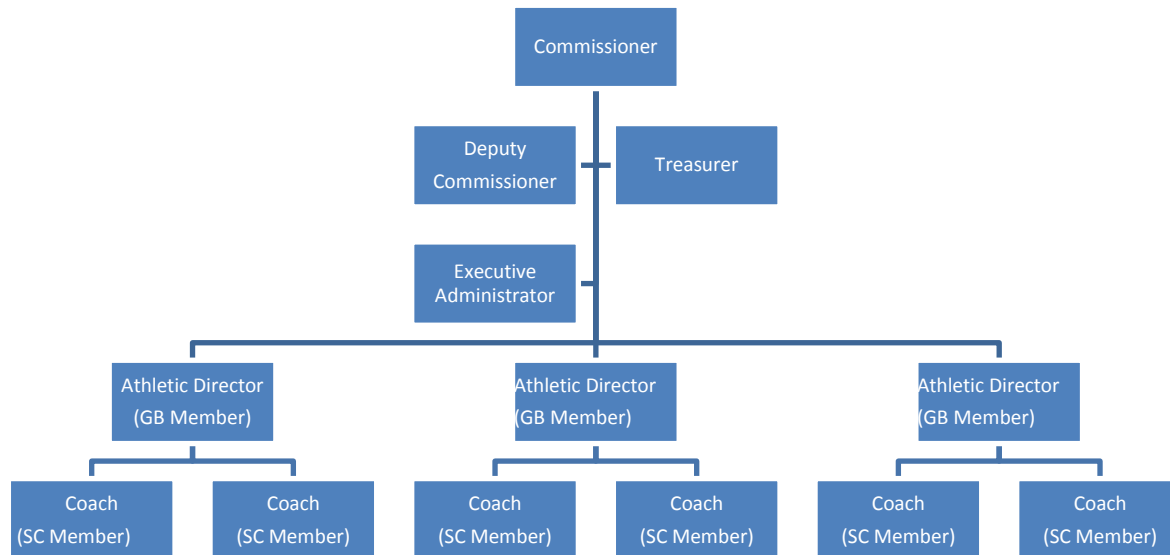 Commissioner
Deputy
Commissioner
Treasurer
Executive
Administrator
Athletic Director
(GB Member)
Athletic Director
(GB Member)
Athletic Director
(GB Member)
Coach
(SC Member)
Coach
(SC Member)
Coach
(SC Member)
Coach
(SC Member)
Coach
(SC Member)
Coach
(SC Member)